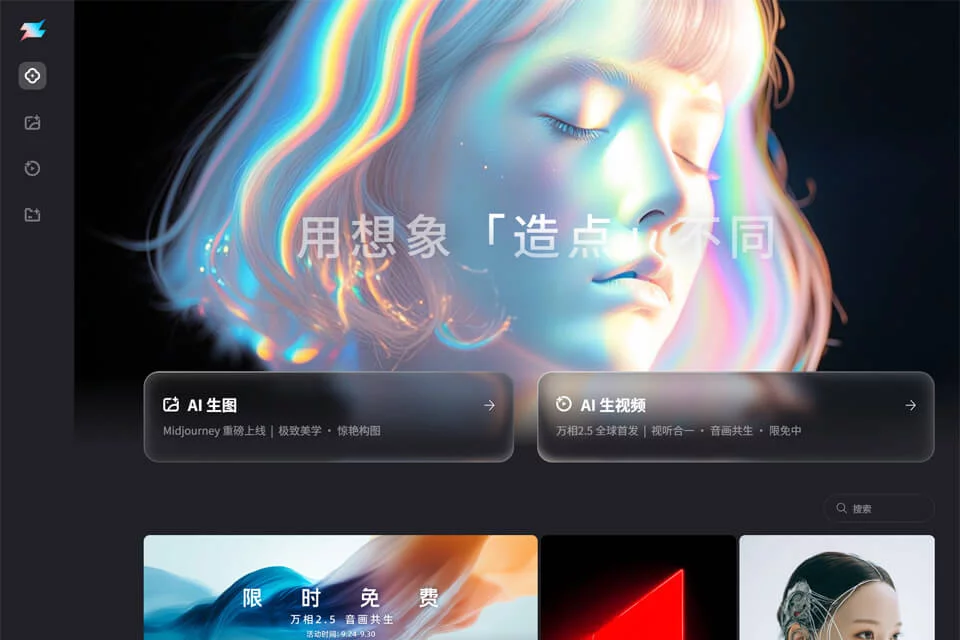 用想象「造点」不同
AI 生图
Midjourney 重磅上线 | 极致美学 • 惊艳构图
AI 生视频
万相2.5 全球首发 | 视听合一 • 音画共生 • 限免中
搜索
限时免费
万相2.5 音画共生
活动时间: 9.24-9.30